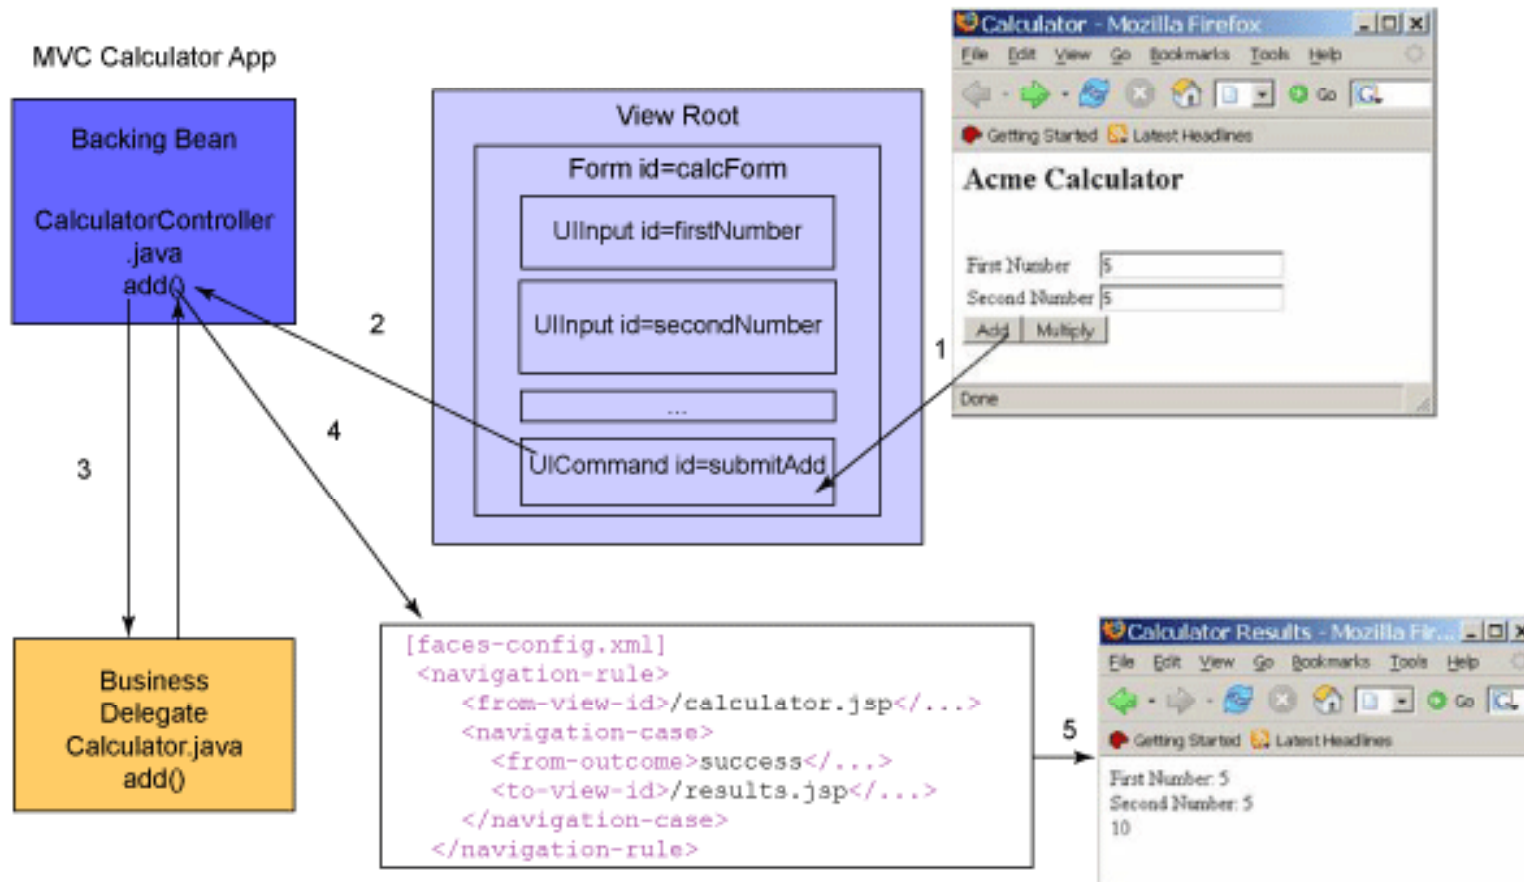 MVC Calculator App
Backing Bean
CalculatorController
.java
add()
2
3
4
Business
Delegate
Calculator.java
add()
View Root
Form id=calcForm
UIInput id=firstNumber
UIInput id=secondNumber
...
UICommand id=submitAdd
1
Calculator - Mozilla Firefox
File Edit View Go Bookmarks Tools Help
Go
G
Getting Started Latest Headlines
Acme Calculator
First Number 5
Second Number 5
Add Multiply
Done
[faces-config.xml]
<navigation-rule>
<from-view-id>/calculator.jsp</...>
<navigation-case>
<from-outcome>success</...>
<to-view-id>/results.jsp</...>
</navigation-case>
</navigation-rule>
5
Calculator Results - Mozilla Fir...
File Edit View Go Bookmarks Tools Help
Go
G
Getting Started Latest Headlines
First Number: 5
Second Number: 5
10